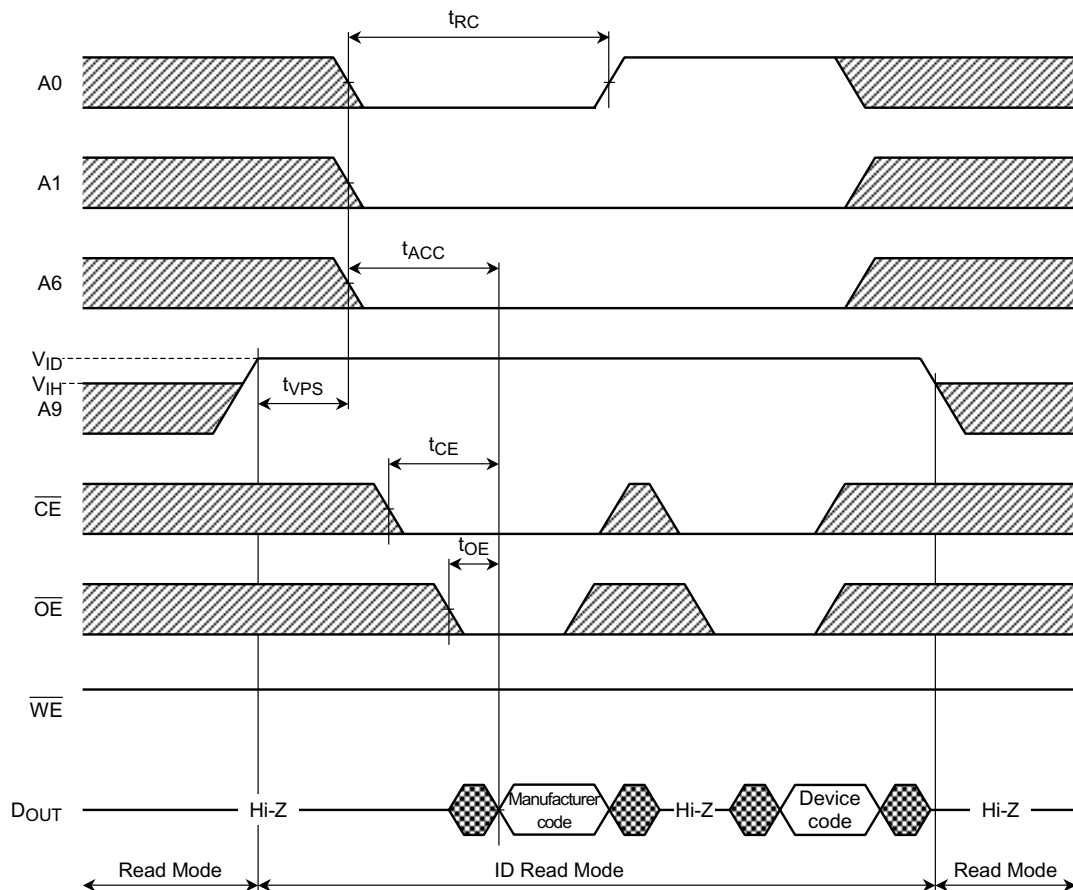 tRC
A0
A1
tACC
A6
VID
VIH
tVPS
A9
tCE
CE
tOE
OE
WE
DOUT Hi-Z Manufacturer code Hi-Z Device code Hi-Z
Read Mode ID Read Mode Read Mode